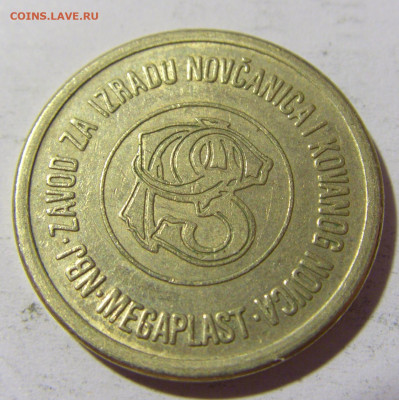 COINS.LAVE.RU
ZAVOD ZA IZRADU NOVČANICA I KOVANOG NOVCA · NBJ · MEGAPLAST ·